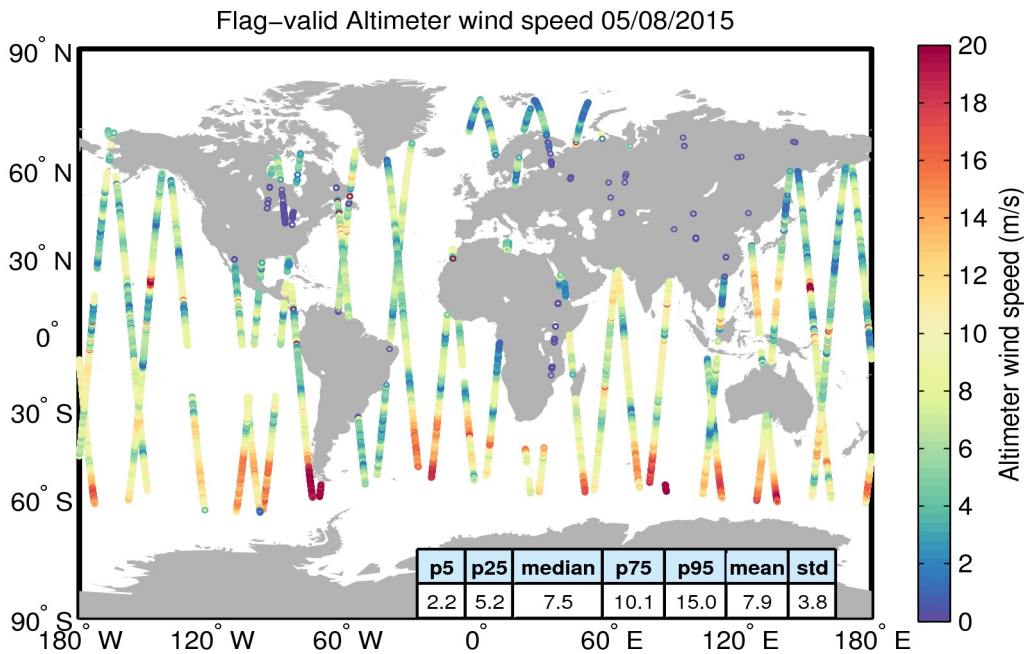 Flag−valid Altimeter wind speed 05/08/2015
90° N
60° N
30° N
0°
30° S
60° S
90° S
180° W
120° W
60° W
0°
60° E
120° E
180° E
p5 p25 median p75 p95 mean std
2.2 5.2 7.5 10.1 15.0 7.9 3.8
20
18
16
14
12
10
8
6
4
2
0
Altimeter wind speed (m/s)